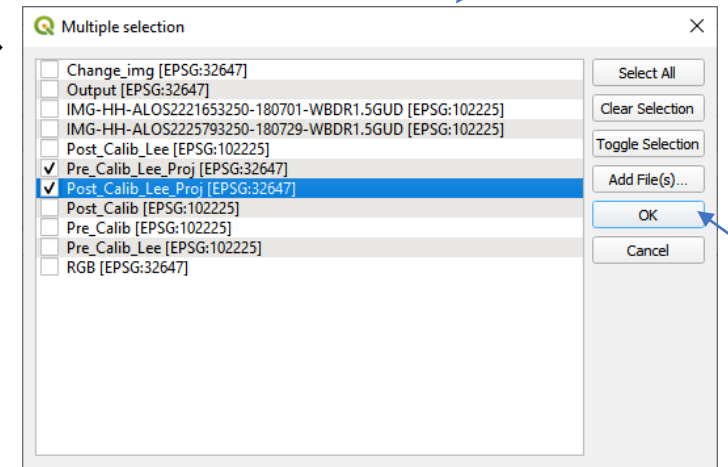 Multiple selection
Change_img [EPSG:32647]
Output [EPSG:32647]
IMG-HH-ALOS2221653250-180701-WBDR1.5GUD [EPSG:102225]
IMG-HH-ALOS2225793250-180729-WBDR1.5GUD [EPSG:102225]
Post_Calib_Lee [EPSG:102225]
Pre_Calib_Lee_Proj [EPSG:32647]
Post_Calib_Lee_Proj [EPSG:32647]
Post_Calib [EPSG:102225]
Pre_Calib [EPSG:102225]
Pre_Calib_Lee [EPSG:102225]
RGB [EPSG:32647]
Select All
Clear Selection
Toggle Selection
Add File(s)...
OK
Cancel